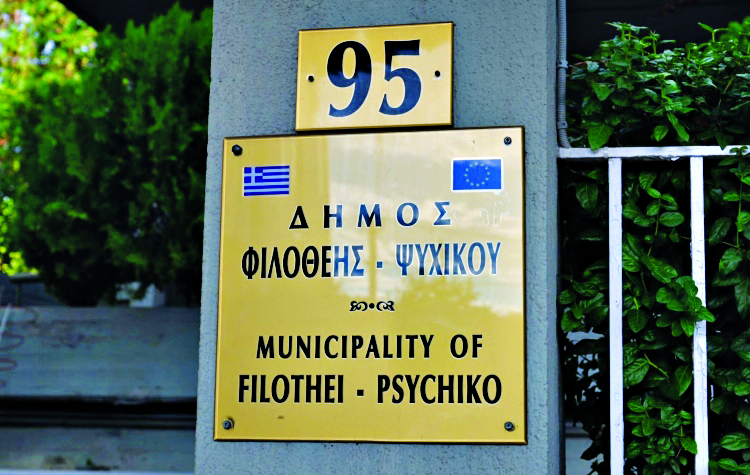 95
ΔΗΜΟΣ
ΦΙΛΟΘΕΗΣ - ΨΥΧΙΚΟΥ
MUNICIPALITY OF
FILOTHEI - PSYCHIKO